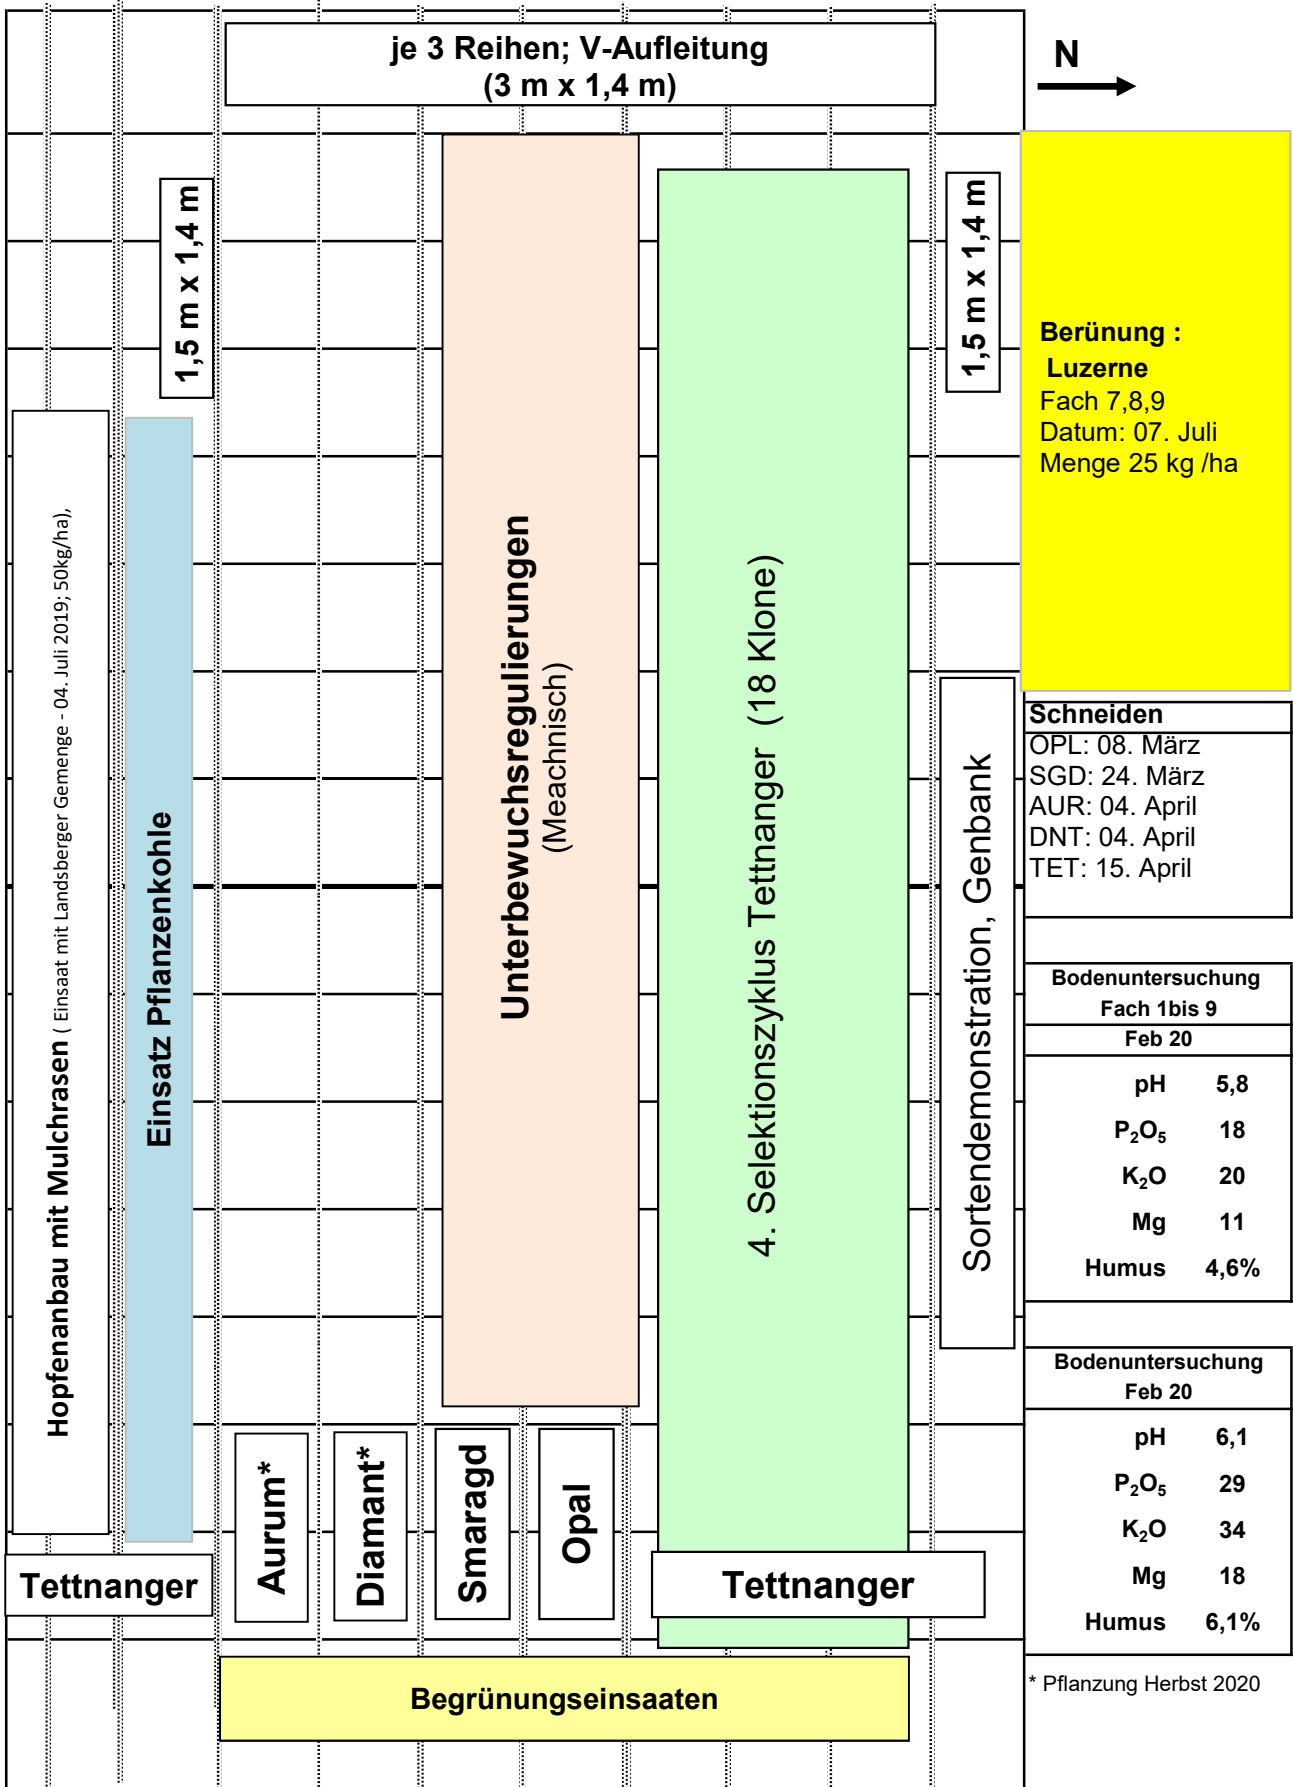 je 3 Reihen; V-Aufleitung
(3 m x 1,4 m)
N
1,5 m x 1,4 m
1,5 m x 1,4 m
Berünung :
Luzerne
Fach 7,8,9
Datum: 07. Juli
Menge 25 kg /ha
Hopfenanbau mit Mulchrasen ( Einsaat mit Landsberger Gemenge - 04. Juli 2019; 50kg/ha),
Einsatz Pflanzenkohle
Unterbewuchsregulierungen
(Meachnisch)
4. Selektionszyklus Tettnanger (18 Klone)
Sortendemonstration, Genbank
Schneiden
OPL: 08. März
SGD: 24. März
AUR: 04. April
DNT: 04. April
TET: 15. April
Bodenuntersuchung
Fach 1bis 9
Feb 20
pH 5,8
P₂O₅ 18
K₂O 20
Mg 11
Humus 4,6%
Bodenuntersuchung
Feb 20
pH 6,1
P₂O₅ 29
K₂O 34
Mg 18
Humus 6,1%
Aurum*
Diamant*
Smaragd
Opal
Tettnanger
Tettnanger
Begrünungseinsaaten
* Pflanzung Herbst 2020